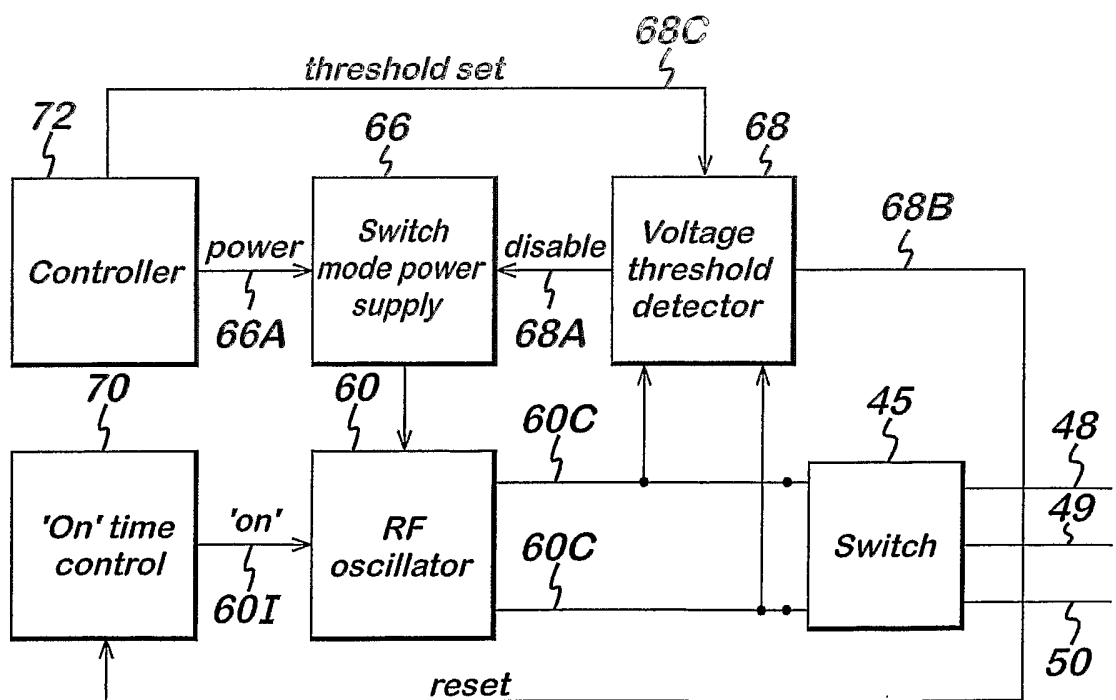 68C
threshold set
72
66
68
68B
Controller
power
66A
Switch
mode power
supply
disable
68A
Voltage
threshold
detector
70
60
60C
45
48
'On' time
control
'on'
60I
RF
oscillator
60C
Switch
49
50
reset